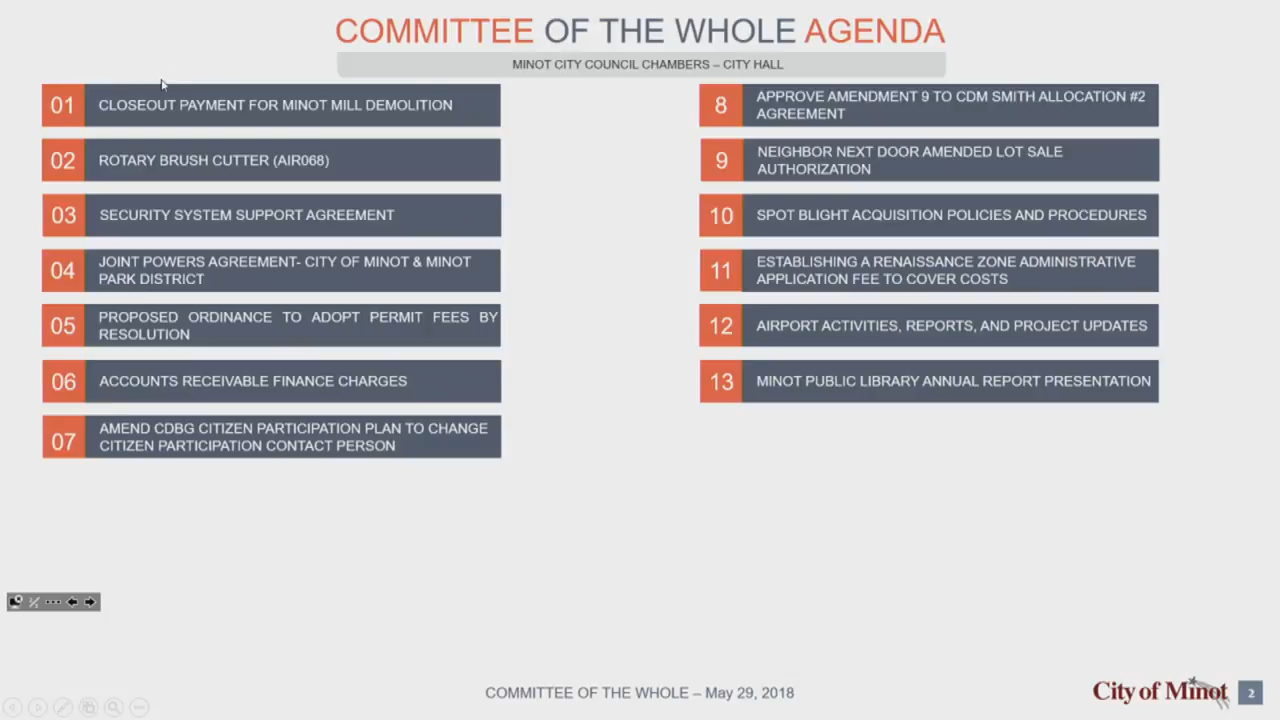 COMMITTEE OF THE WHOLE AGENDA
MINOT CITY COUNCIL CHAMBERS – CITY HALL
01 CLOSEOUT PAYMENT FOR MINOT MILL DEMOLITION
02 ROTARY BRUSH CUTTER (AIR068)
03 SECURITY SYSTEM SUPPORT AGREEMENT
04 JOINT POWERS AGREEMENT- CITY OF MINOT & MINOT
PARK DISTRICT
05 PROPOSED ORDINANCE TO ADOPT PERMIT FEES BY
RESOLUTION
06 ACCOUNTS RECEIVABLE FINANCE CHARGES
07 AMEND CDBG CITIZEN PARTICIPATION PLAN TO CHANGE
CITIZEN PARTICIPATION CONTACT PERSON
8 APPROVE AMENDMENT 9 TO CDM SMITH ALLOCATION #2
AGREEMENT
9 NEIGHBOR NEXT DOOR AMENDED LOT SALE
AUTHORIZATION
10 SPOT BLIGHT ACQUISITION POLICIES AND PROCEDURES
11 ESTABLISHING A RENAISSANCE ZONE ADMINISTRATIVE
APPLICATION FEE TO COVER COSTS
12 AIRPORT ACTIVITIES, REPORTS, AND PROJECT UPDATES
13 MINOT PUBLIC LIBRARY ANNUAL REPORT PRESENTATION
COMMITTEE OF THE WHOLE – May 29, 2018
City of Minot
2